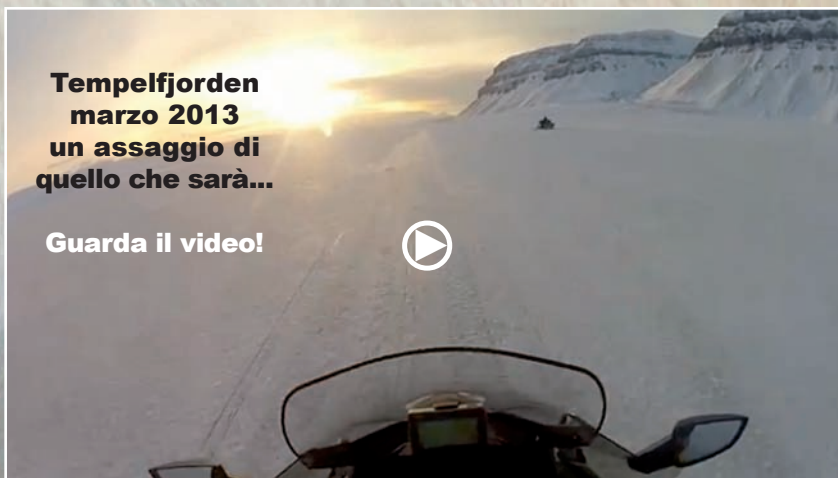 Tempelfjorden
marzo 2013
un assaggio di
quello che sarà...
Guarda il video!